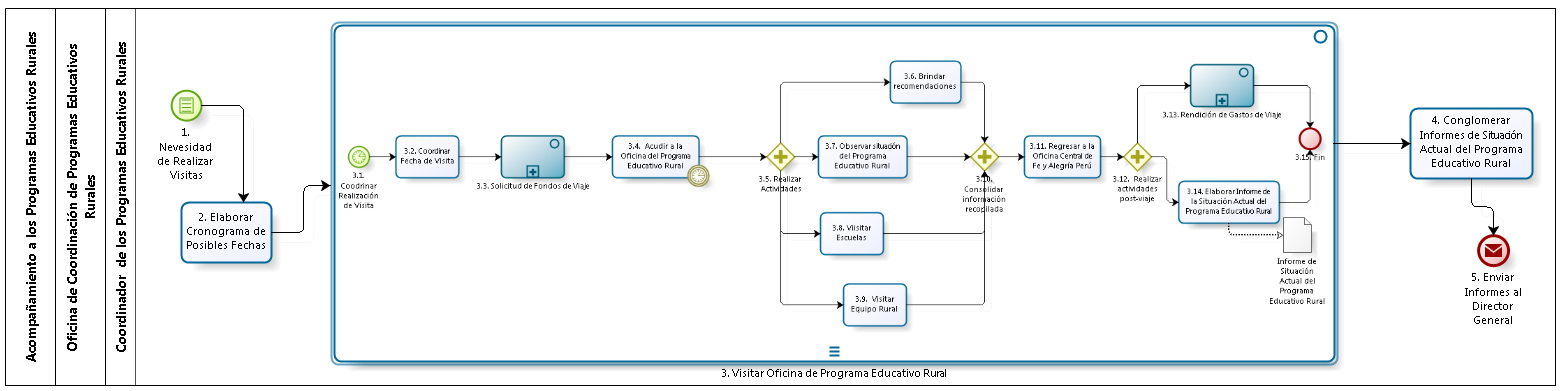 Acompañamiento a los Programas Educativos Rurales
Oficina de Coordinación de Programas Educativos
Rurales
Coordinador de los Programas Educativos Rurales
1.
Nevesidad
de Realizar
Visitas
2. Elaborar
Cronograma de
Posibles Fechas
3.1.
Coodrinar
Realización
de Visita
3.2. Coordinar
Fecha de Visita
3.3. Solicitud de Fondos de Viaje
3.4. Acudir a la
Oficina del Programa
Educativo Rural
3.5. Realizar
Actividades
3.6. Brindar
recomendaciones
3.7. Observar situación
del Programa
Educativo Rural
3.8. Viisitar
Escuelas
3.9. Visitar
Equipo Rural
3.10.
Consolidar
información
recopilada
3.11. Regresar a la
Oficina Central de
Fe y Alegría Perú
3.12. Realizar
actividades
post-viaje
3.13. Rendición de Gastos de Viaje
3.14. Elaborar Informe de
la Situación Actual del
Programa Educativo Rural
3.15. Fin
Informe de
Situación
Actual del
Programa
Educativo Rural
3. Visitar Oficina de Programa Educativo Rural
4. Conglomerar
Informes de Situación
Actual del Programa
Educativo Rural
5. Enviar
Informes al
Director
General